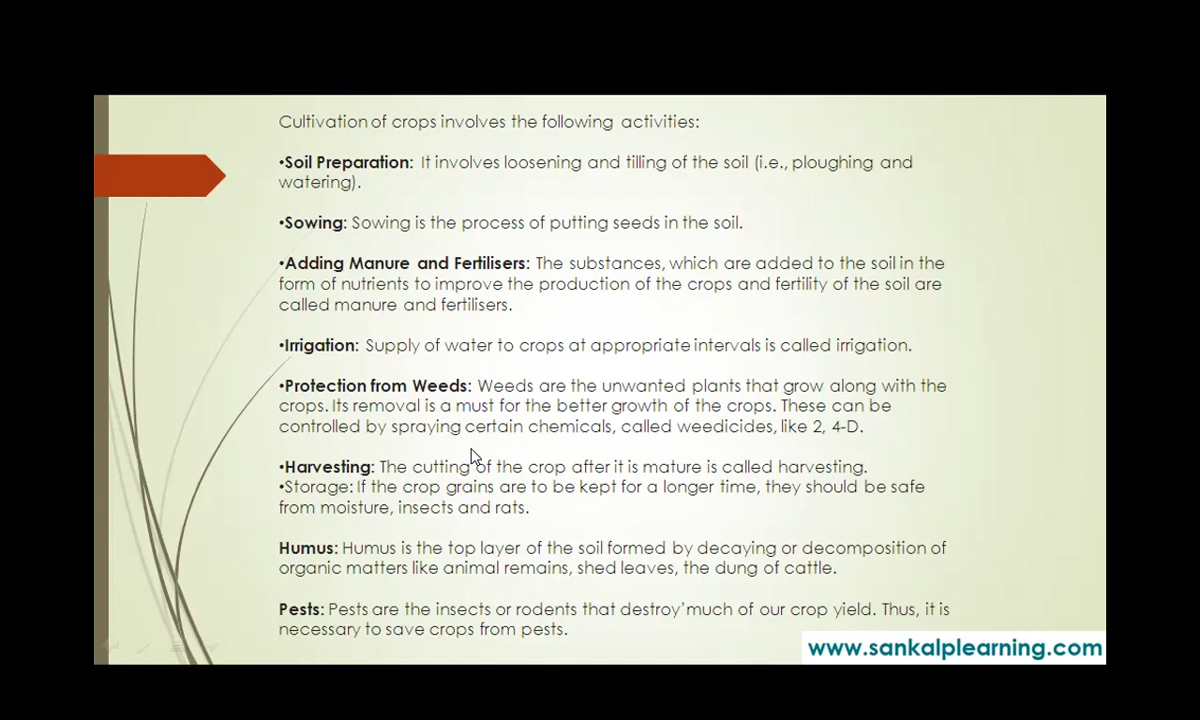 Cultivation of crops involves the following activities:
•Soil Preparation: It involves loosening and tilling of the soil (i.e., ploughing and
watering).
•Sowing: Sowing is the process of putting seeds in the soil.
•Adding Manure and Fertilisers: The substances, which are added to the soil in the
form of nutrients to improve the production of the crops and fertility of the soil are
called manure and fertilisers.
•Irrigation: Supply of water to crops at appropriate intervals is called irrigation.
•Protection from Weeds: Weeds are the unwanted plants that grow along with the
crops. Its removal is a must for the better growth of the crops. These can be
controlled by spraying certain chemicals, called weedicides, like 2, 4-D.
•Harvesting: The cutting of the crop after it is mature is called harvesting.
•Storage: If the crop grains are to be kept for a longer time, they should be safe
from moisture, insects and rats.
Humus: Humus is the top layer of the soil formed by decaying or decomposition of
organic matters like animal remains, shed leaves, the dung of cattle.
Pests: Pests are the insects or rodents that destroy'much of our crop yield. Thus, it is
necessary to save crops from pests.
www.sankalplearning.com